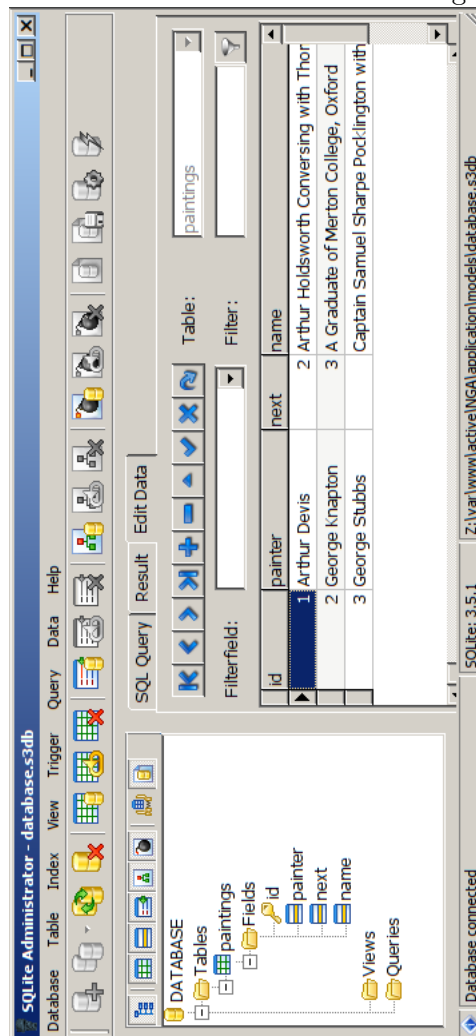 SQLite Administrator - database.s3db
Database Table Index View Trigger Query Data Help
DATABASE
Tables
paintings
Fields
id
painter
next
name
Views
Queries
SQL Query Result Edit Data
Table: paintings
Filterfield: Filter:
id painter next name
1 Arthur Devis 2 Arthur Holdsworth Conversing with Thor
2 George Knapton 3 A Graduate of Merton College, Oxford
3 George Stubbs Captain Samuel Sharpe Pocklington with
Database connected SQLite: 3.5.1 Z:\var\www\active\NGA\application\models\database.s3db